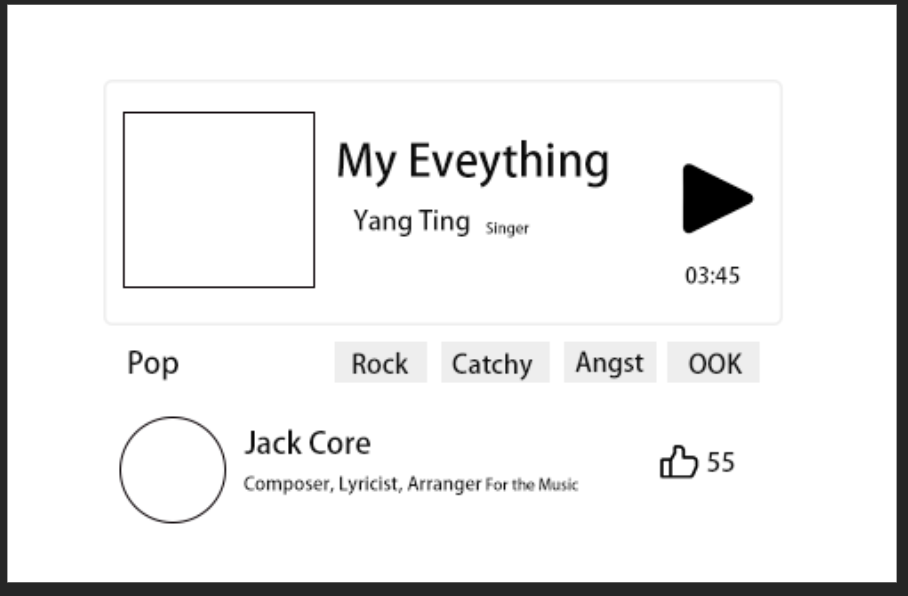 My Eveything
Yang Ting Singer
03:45
Pop Rock Catchy Angst OOK
Jack Core
55
Composer, Lyricist, Arranger For the Music